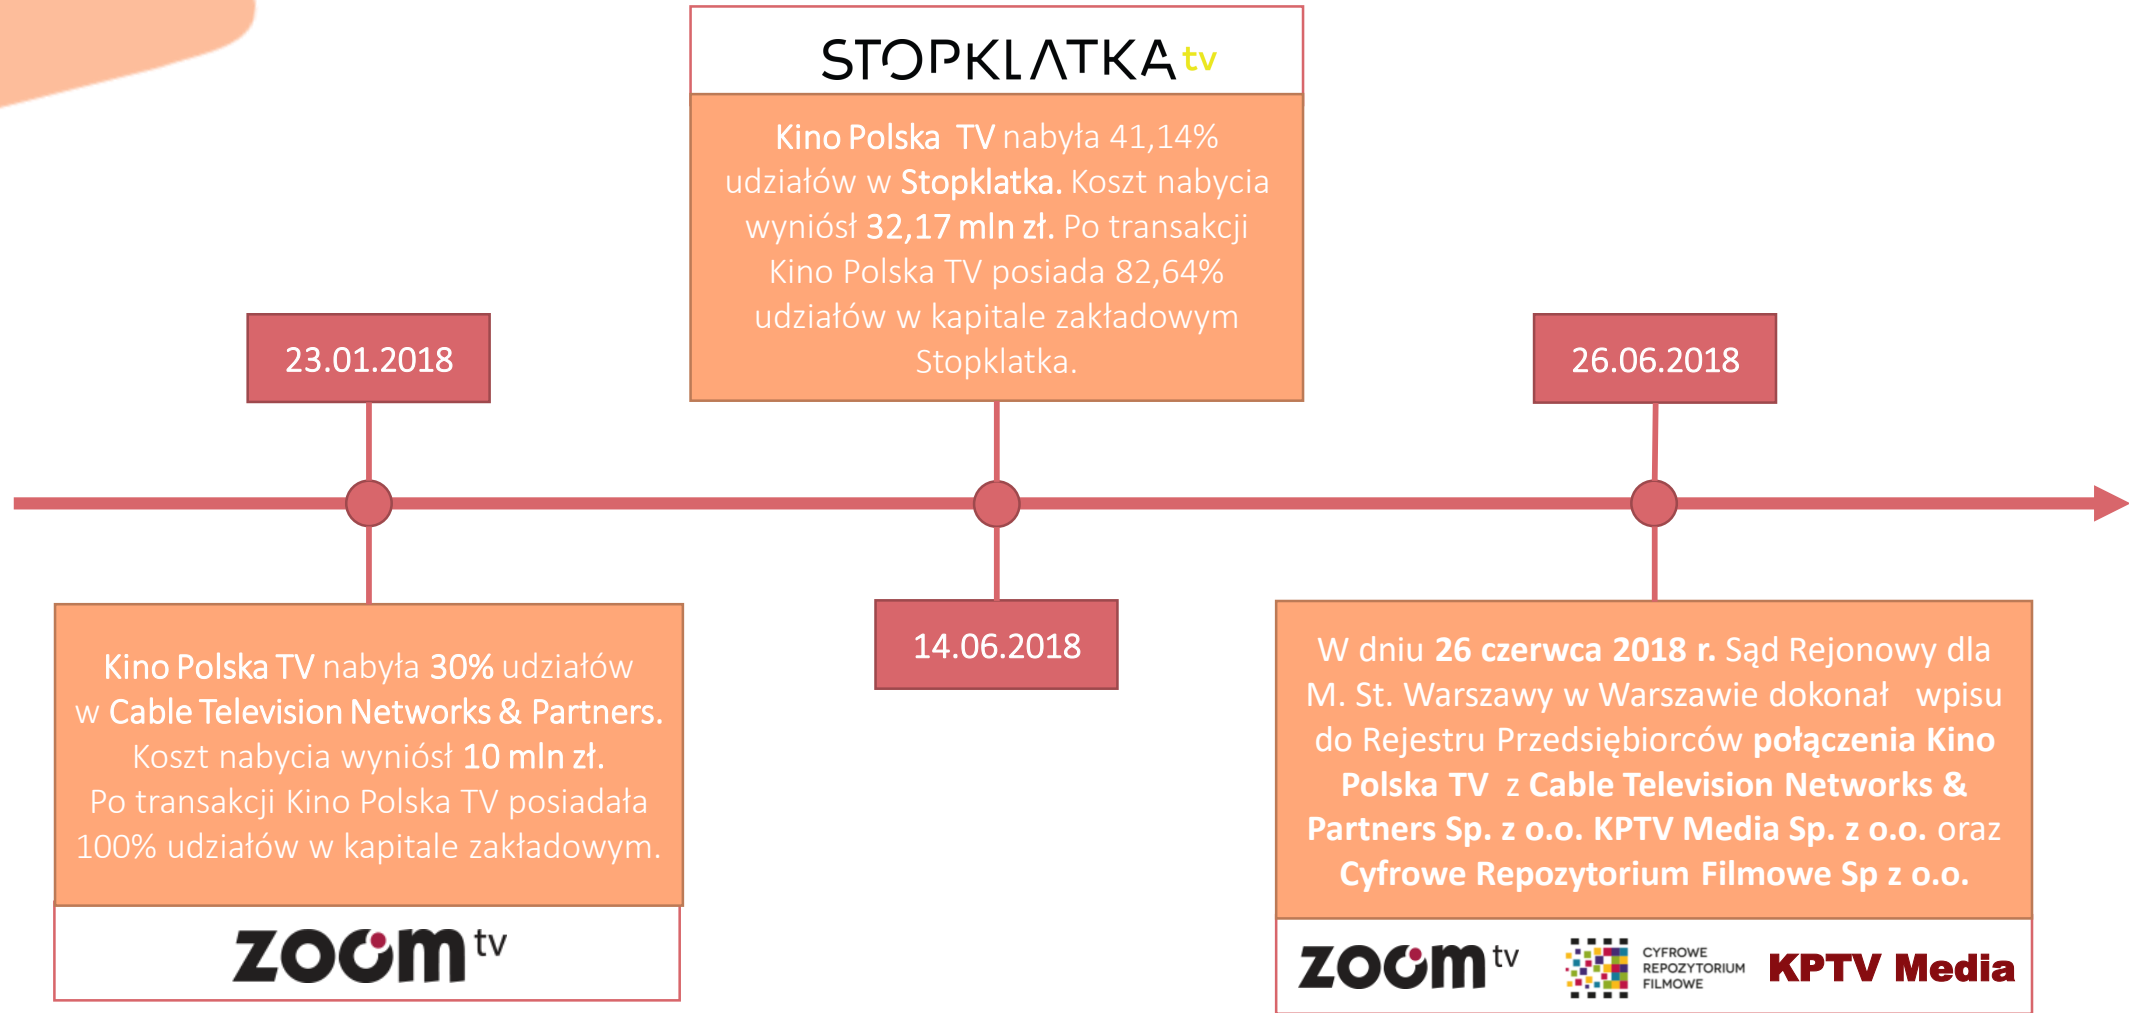 STOPKLATKA tv
Kino Polska TV nabyła 41,14%
udziałów w Stopklatka. Koszt nabycia
wyniósł 32,17 mln zł. Po transakcji
Kino Polska TV posiada 82,64%
udziałów w kapitale zakładowym
Stopklatka.
23.01.2018
26.06.2018
14.06.2018
Kino Polska TV nabyła 30% udziałów
w Cable Television Networks & Partners.
Koszt nabycia wyniósł 10 mln zł.
Po transakcji Kino Polska TV posiadała
100% udziałów w kapitale zakładowym.
zoom tv
W dniu 26 czerwca 2018 r. Sąd Rejonowy dla
M. St. Warszawy w Warszawie dokonał wpisu
do Rejestru Przedsiębiorców połączenia Kino
Polska TV z Cable Television Networks &
Partners Sp. z o.o. KPTV Media Sp. z o.o. oraz
Cyfrowe Repozytorium Filmowe Sp z o.o.
zoom tv
CYFROWE
REPOZYTORIUM
FILMOWE
KPTV Media